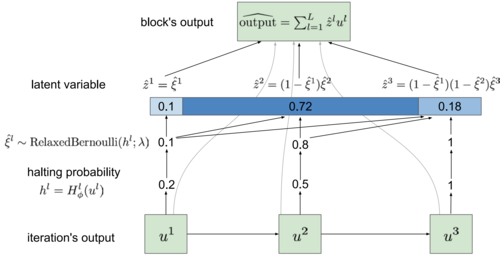 block's output
$\widehat{\text{output}} = \sum_{l=1}^{L} \hat{z}^l u^l$
latent variable
$\hat{z}^1 = \hat{\xi}^1$ $\hat{z}^2 = (1 - \hat{\xi}^1)\hat{\xi}^2$ $\hat{z}^3 = (1 - \hat{\xi}^1)(1 - \hat{\xi}^2)\hat{\xi}^3$
0.1 0.72 0.18
$\hat{\xi}^l \sim \text{RelaxedBernoulli}(h^l; \lambda)$ 0.1 0.8 1
halting probability
$h^l = H^l_\phi(u^l)$ 0.2 0.5 1
iteration's output $u^1$ $u^2$ $u^3$